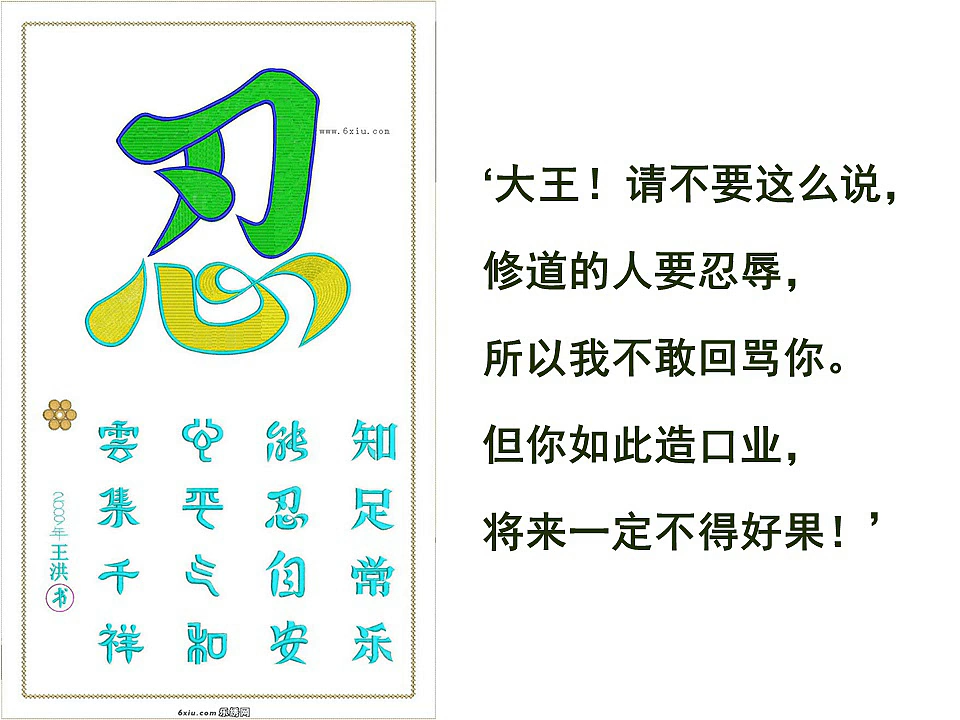 忍
www.6xiu.com
知足常乐
能忍自安
心平气和
雲集千祥
2009年王洪书
6xiu.com 乐绣网
‘大王！请不要这么说，
修道的人要忍辱，
所以我不敢回骂你。
但你如此造口业，
将来一定不得好果！’